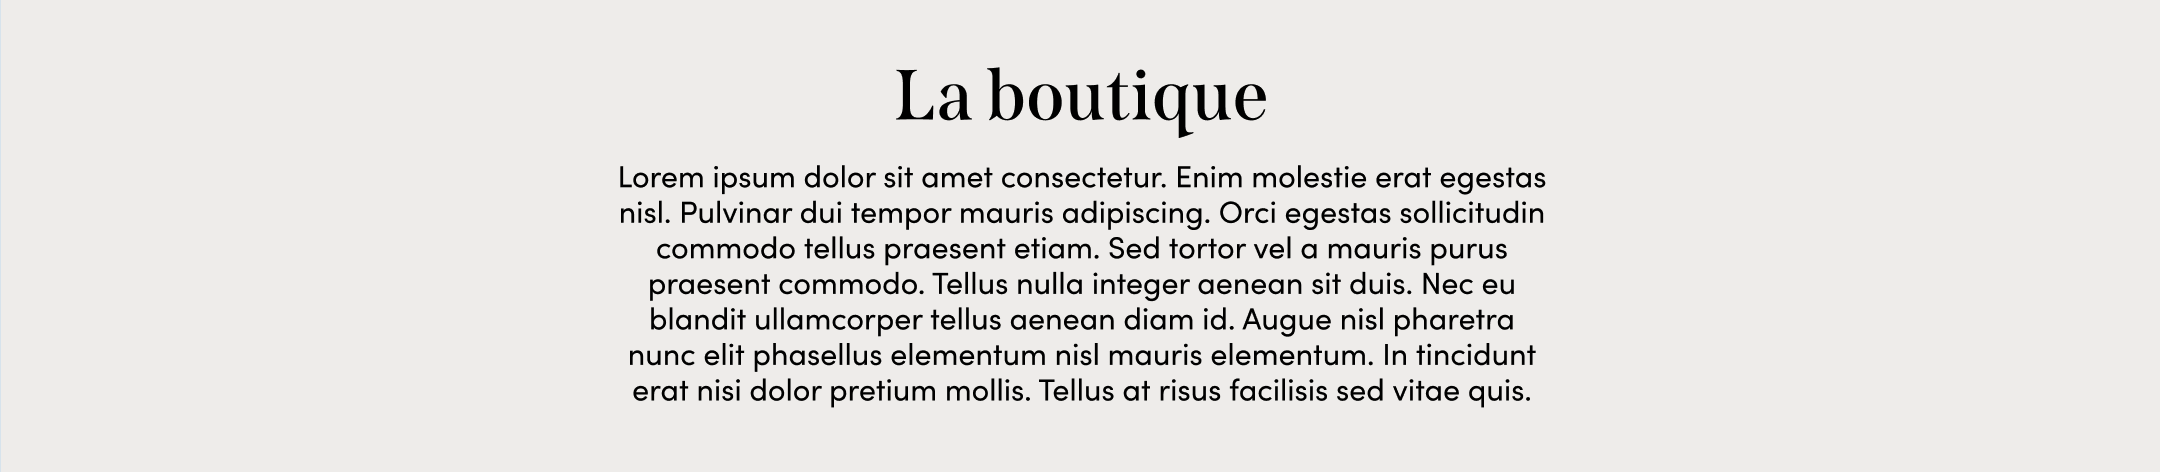 La boutique
Lorem ipsum dolor sit amet consectetur. Enim molestie erat egestas
nisl. Pulvinar dui tempor mauris adipiscing. Orci egestas sollicitudin
commodo tellus praesent etiam. Sed tortor vel a mauris purus
praesent commodo. Tellus nulla integer aenean sit duis. Nec eu
blandit ullamcorper tellus aenean diam id. Augue nisl pharetra
nunc elit phasellus elementum nisl mauris elementum. In tincidunt
erat nisi dolor pretium mollis. Tellus at risus facilisis sed vitae quis.